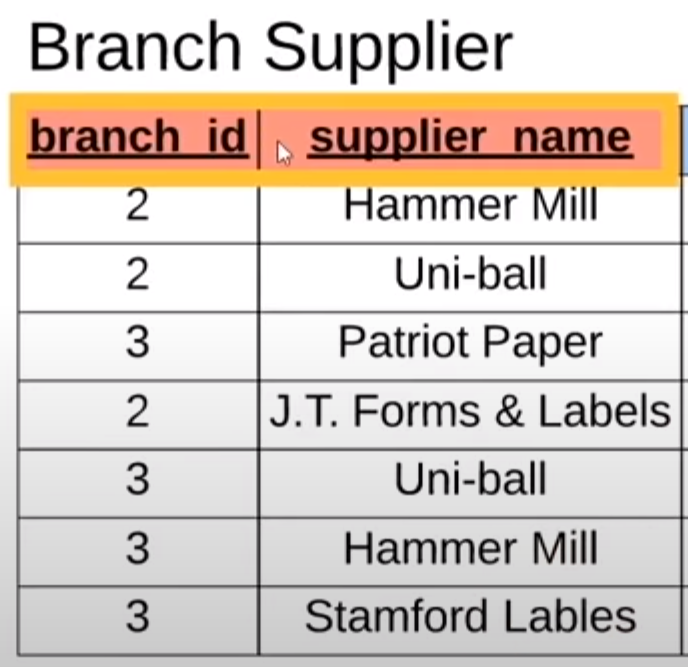 Branch Supplier
branch_id supplier_name
2 Hammer Mill
2 Uni-ball
3 Patriot Paper
2 J.T. Forms & Labels
3 Uni-ball
3 Hammer Mill
3 Stamford Lables